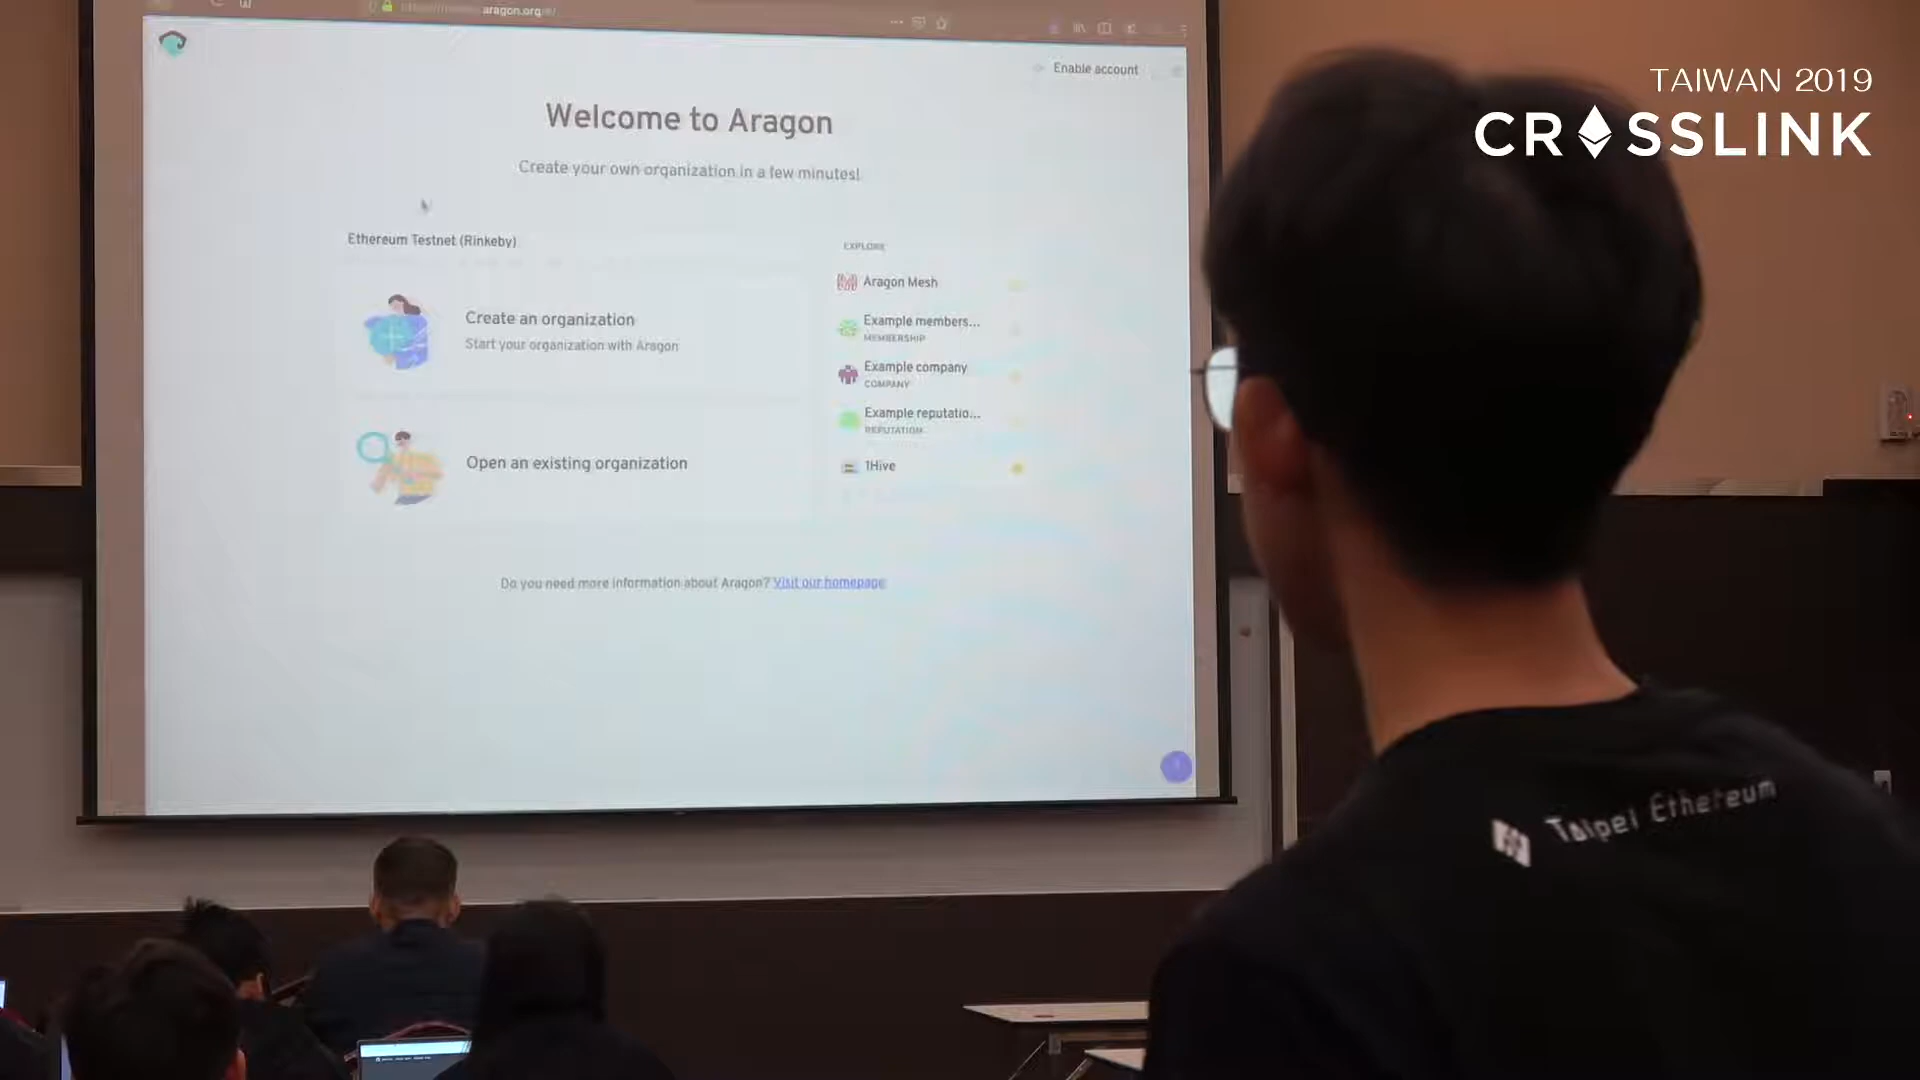 aragon.org
Enable account
TAIWAN 2019
CROSSLINK
Welcome to Aragon
Create your own organization in a few minutes!
Ethereum Testnet (Rinkeby)
EXPLORE
Aragon Mesh
Example members...
MEMBERSHIP
Create an organization
Start your organization with Aragon
Example company
COMPANY
Example reputatio...
REPUTATION
Open an existing organization
1Hive
Do you need more information about Aragon? Visit our homepage
Taipei Ethereum